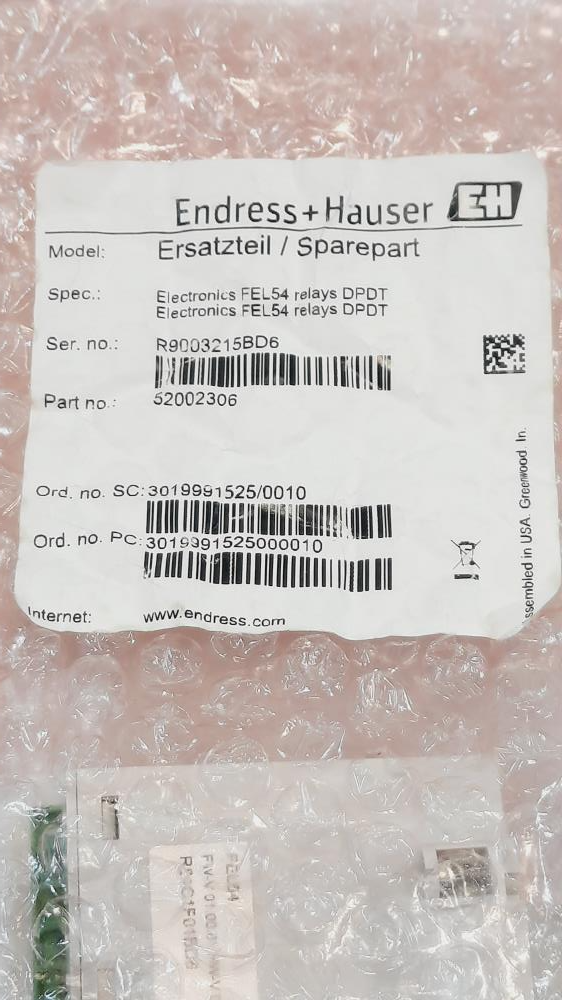 Endress+Hauser EH
Model: Ersatzteil / Sparepart
Spec.: Electronics FEL54 relays DPDT
Electronics FEL54 relays DPDT
Ser. no.: R9003215BD6
Part no.: 52002306
Ord. no. SC: 3019991525/0010
Ord. no. PC: 3019991525000010
Internet: www.endress.com
ssembled in USA. Greenwood. In.
FEL54